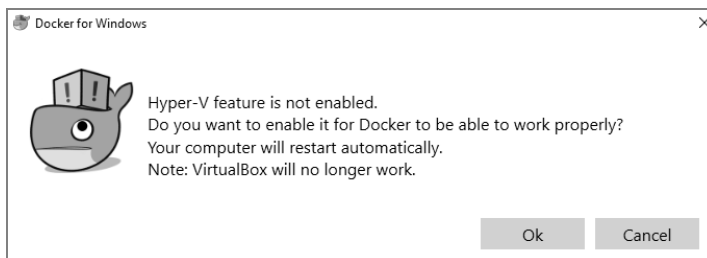 Docker for Windows
Hyper-V feature is not enabled.
Do you want to enable it for Docker to be able to work properly?
Your computer will restart automatically.
Note: VirtualBox will no longer work.
Ok Cancel